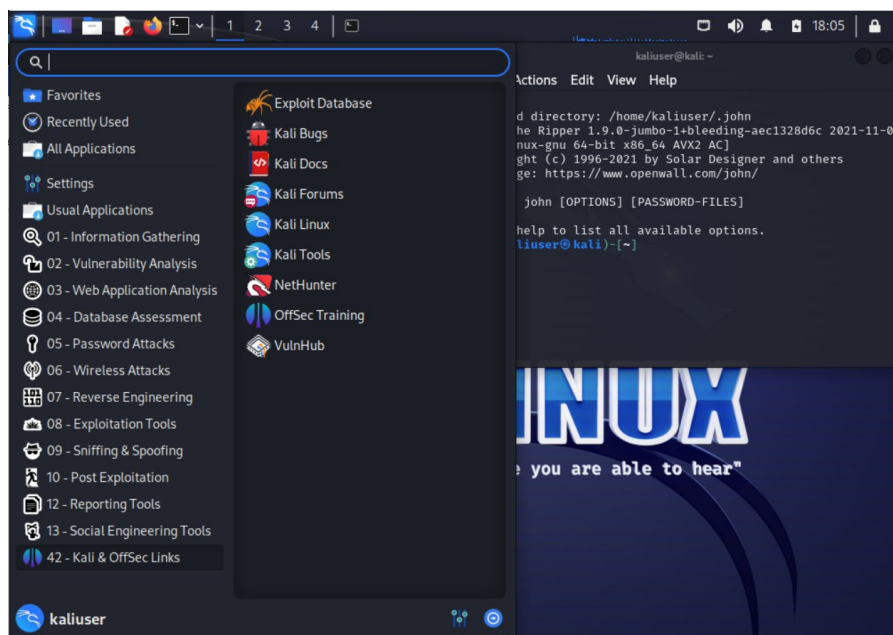 1 2 3 4
18:05
Favorites
Recently Used
All Applications
Settings
Usual Applications
01 - Information Gathering
02 - Vulnerability Analysis
03 - Web Application Analysis
04 - Database Assessment
05 - Password Attacks
06 - Wireless Attacks
07 - Reverse Engineering
08 - Exploitation Tools
09 - Sniffing & Spoofing
10 - Post Exploitation
12 - Reporting Tools
13 - Social Engineering Tools
42 - Kali & OffSec Links
Exploit Database
Kali Bugs
Kali Docs
Kali Forums
Kali Linux
Kali Tools
NetHunter
OffSec Training
VulnHub
kaliuser
kaliuser@kali: ~
Actions Edit View Help
d directory: /home/kaliuser/.john
he Ripper 1.9.0-jumbo-1+bleeding-aec1328d6c 2021-11-0
nux-gnu 64-bit x86_64 AVX2 AC]
ght (c) 1996-2021 by Solar Designer and others
ge: https://www.openwall.com/john/
john [OPTIONS] [PASSWORD-FILES]
help to list all available options.
liuser㉿kali)-[~]
INUX
e you are able to hear"